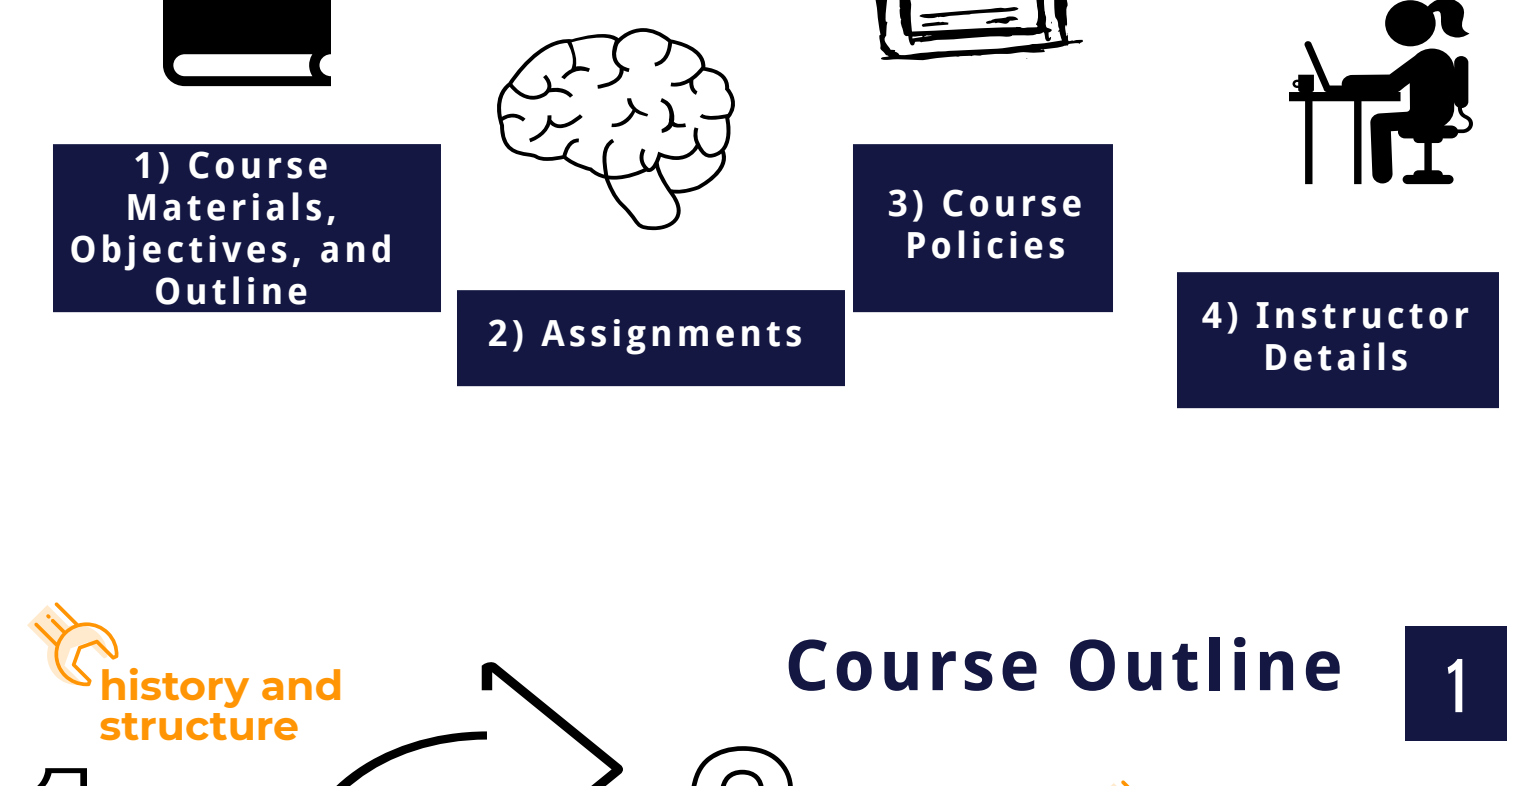 1) Course
Materials,
Objectives, and
Outline
2) Assignments
3) Course
Policies
4) Instructor
Details
history and
structure
Course Outline
1